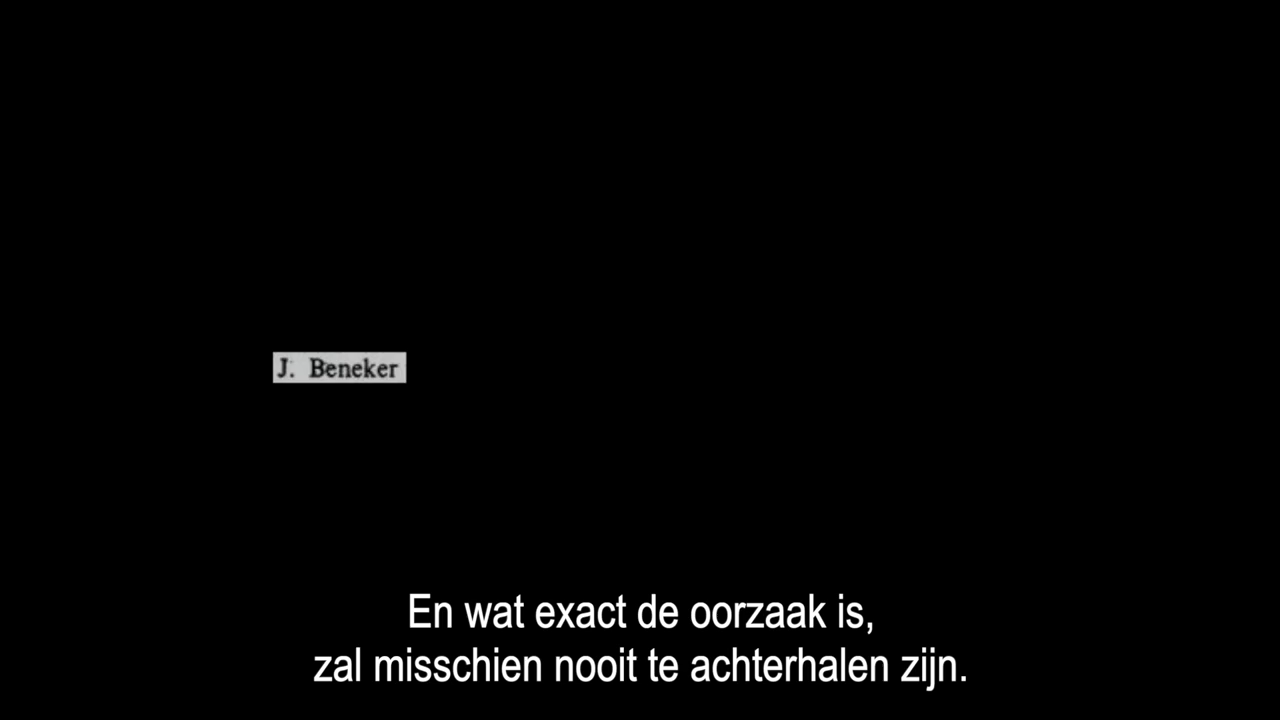 J. Beneker
En wat exact de oorzaak is,
zal misschien nooit te achterhalen zijn.